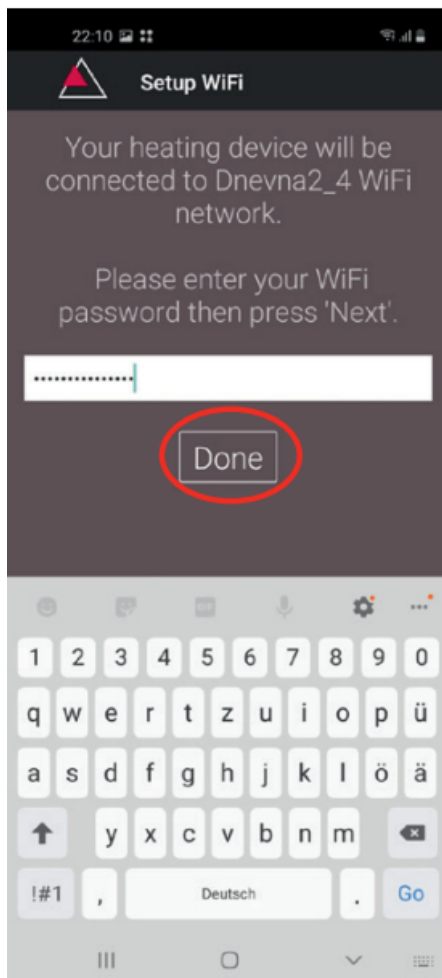 22:10
Setup WiFi
Your heating device will be
connected to Dnevna2_4 WiFi
network.
Please enter your WiFi
password then press 'Next'.
···············
Done
GIF
1 2 3 4 5 6 7 8 9 0
q w e r t z u i o p ü
a s d f g h j k l ö ä
y x c v b n m
!#1 , Deutsch . Go